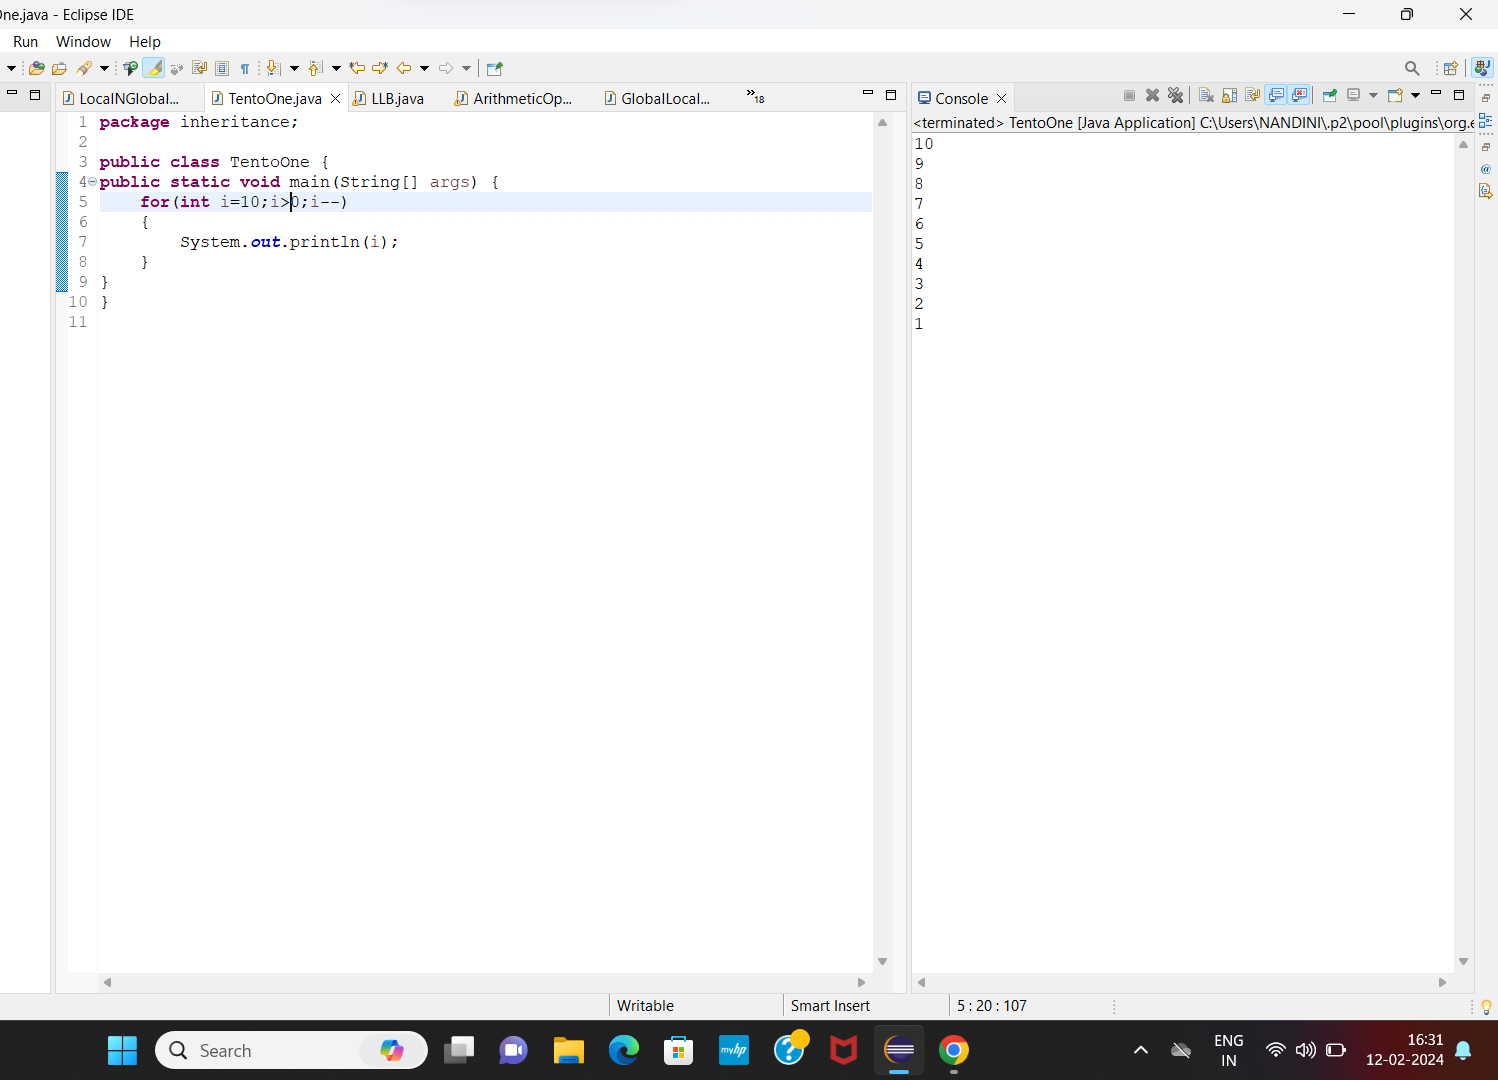 One.java - Eclipse IDE
Run Window Help
LocalNGlobal... TentoOne.java LLB.java ArithmeticOp... GlobalLocal... »18
Console
<terminated> TentoOne [Java Application] C:\Users\NANDINI\.p2\pool\plugins\org.e
1 package inheritance;
2
3 public class TentoOne {
4 public static void main(String[] args) {
5 for(int i=10;i>0;i--)
6 {
7 System.out.println(i);
8 }
9 }
10 }
11
10
9
8
7
6
5
4
3
2
1
Writable Smart Insert 5 : 20 : 107
Search
myhp
ENG
IN
16:31
12-02-2024